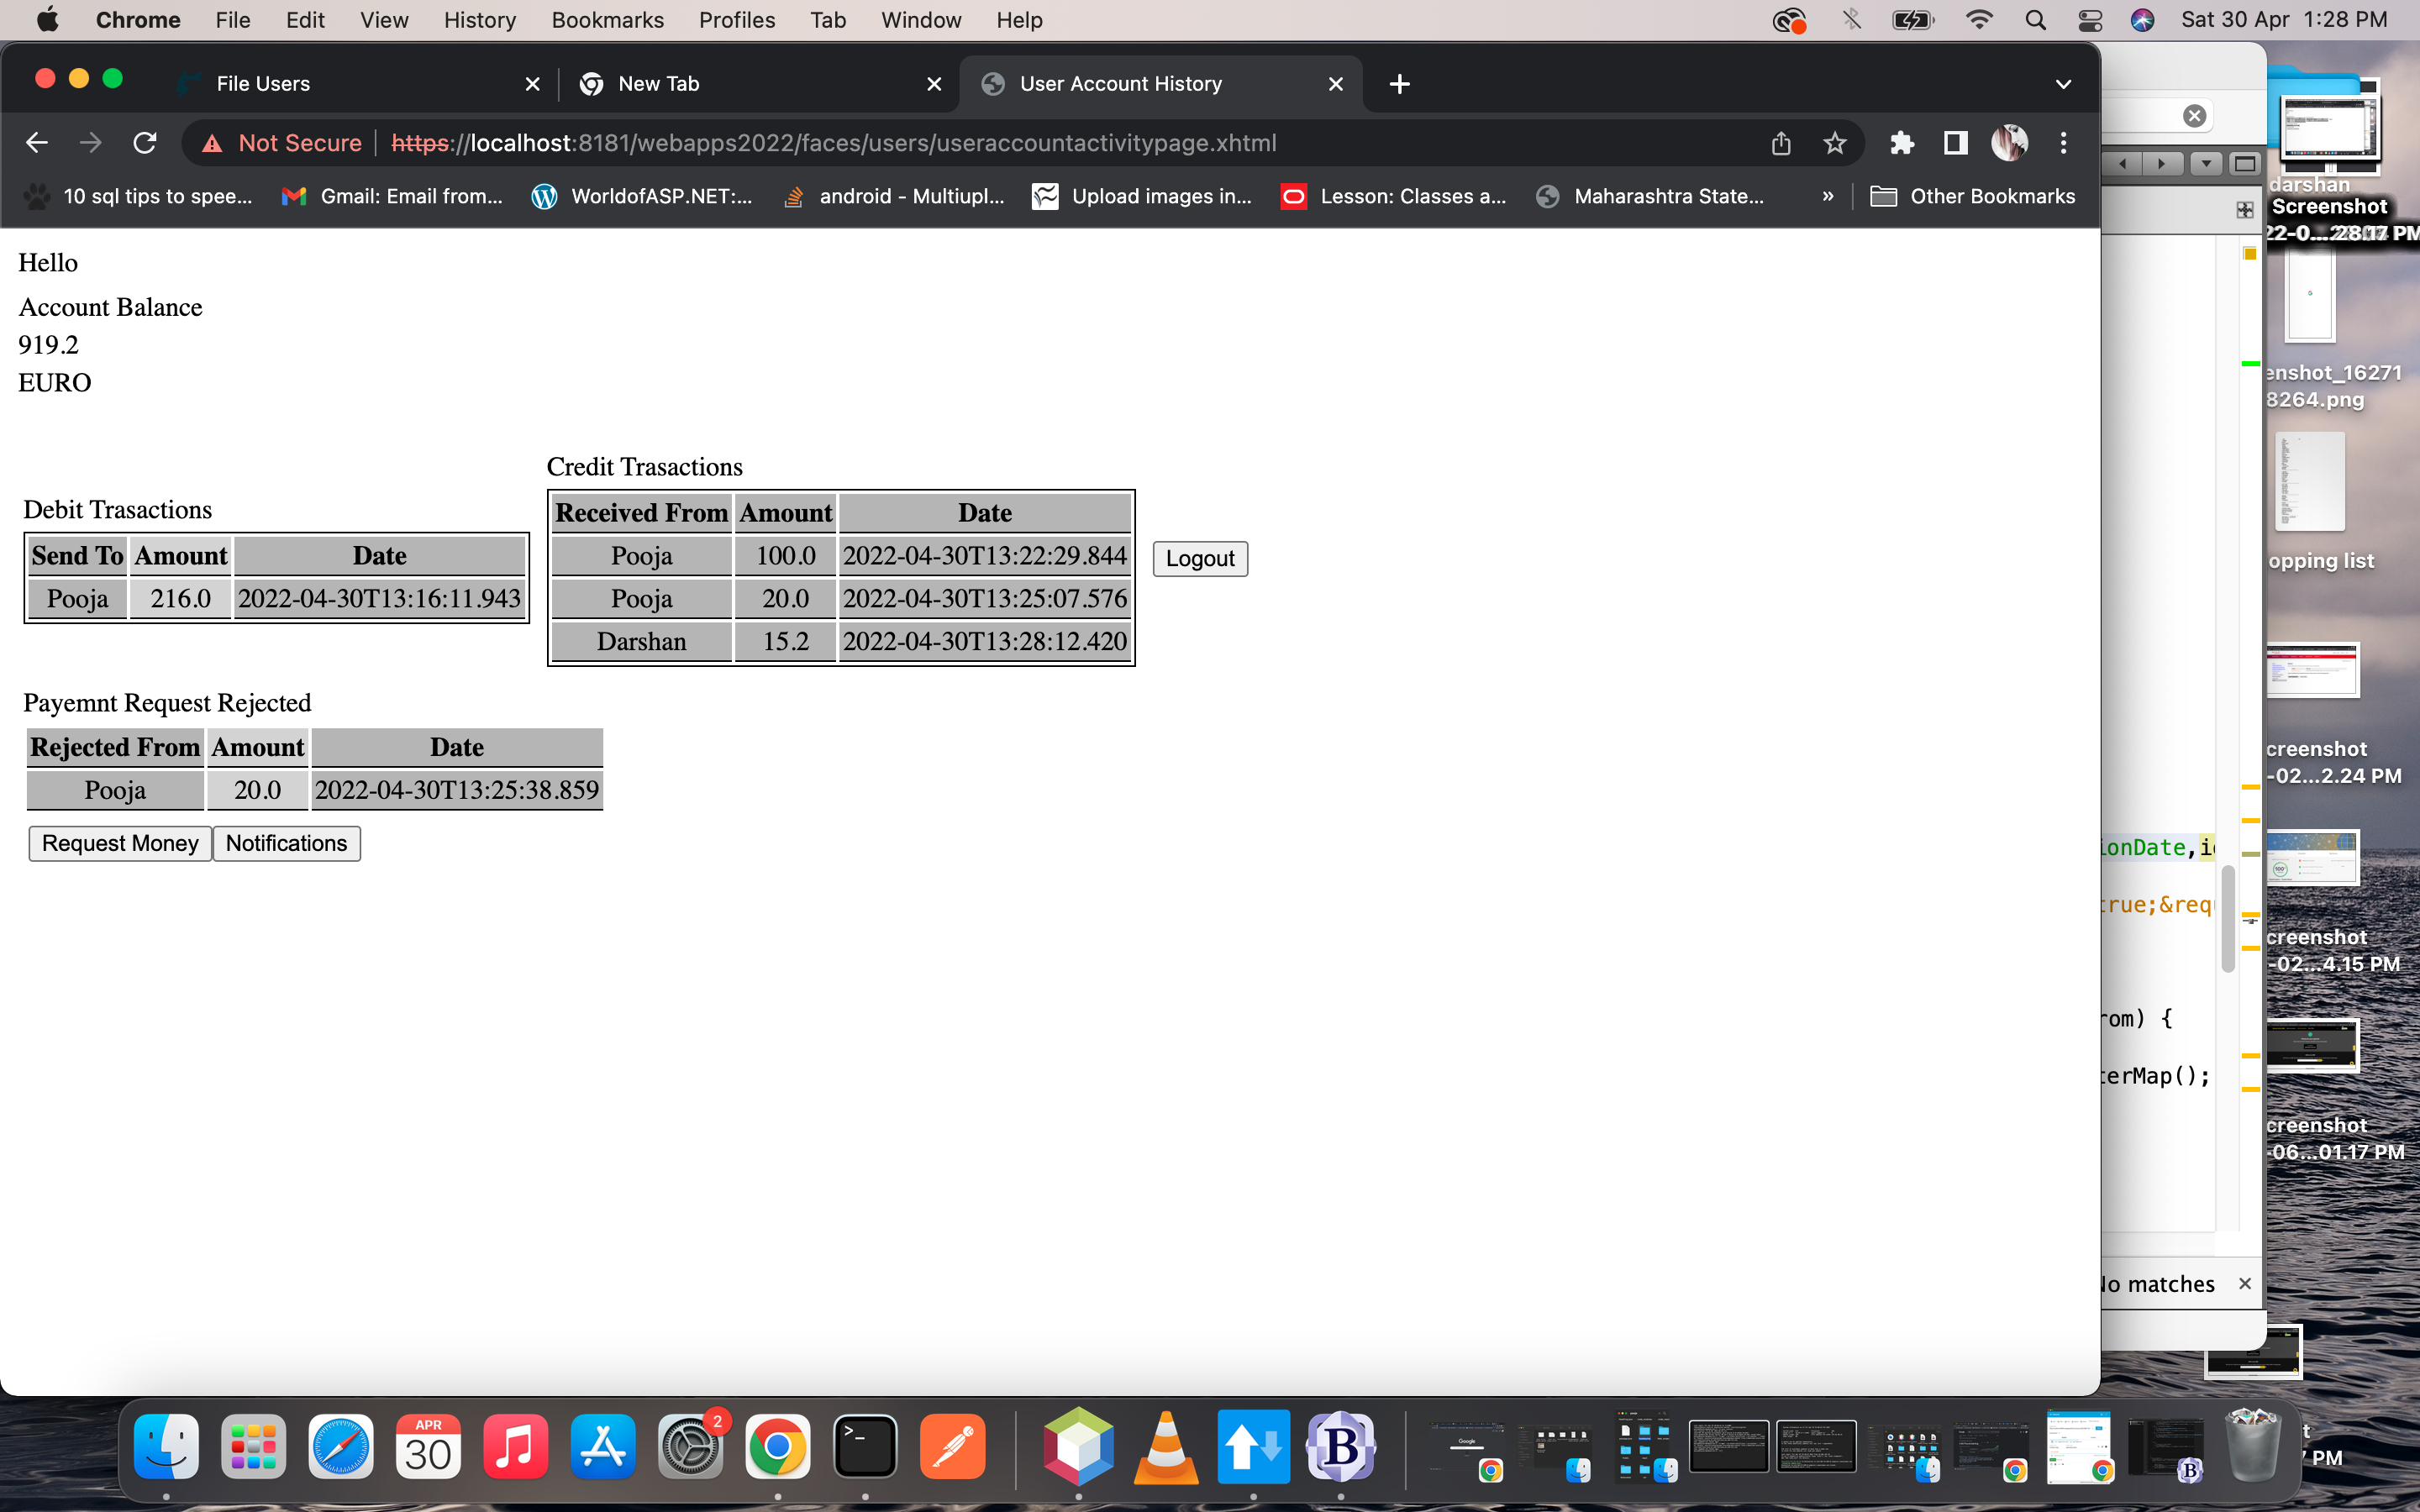 Chrome File Edit View History Bookmarks Profiles Tab Window Help Sat 30 Apr 1:28 PM
File Users New Tab User Account History
Not Secure https://localhost:8181/webapps2022/faces/users/useraccountactivitypage.xhtml
10 sql tips to spee... Gmail: Email from... WorldofASP.NET:... android - Multiupl... Upload images in... Lesson: Classes a... Maharashtra State... » Other Bookmarks
Hello
Account Balance
919.2
EURO
Debit Trasactions
Send To Amount Date
Pooja 216.0 2022-04-30T13:16:11.943
Credit Trasactions
Received From Amount Date
Pooja 100.0 2022-04-30T13:22:29.844
Pooja 20.0 2022-04-30T13:25:07.576
Darshan 15.2 2022-04-30T13:28:12.420
Logout
Payemnt Request Rejected
Rejected From Amount Date
Pooja 20.0 2022-04-30T13:25:38.859
Request Money Notifications
ionDate,i
true;&req
rom) {
terMap();
No matches
darshan
Screenshot
22-0... PM
enshot_16271
8264.png
opping list
creenshot
-02...2.24 PM
creenshot
-02...4.15 PM
creenshot
-06...01.17 PM
PM
APR
30
2
B